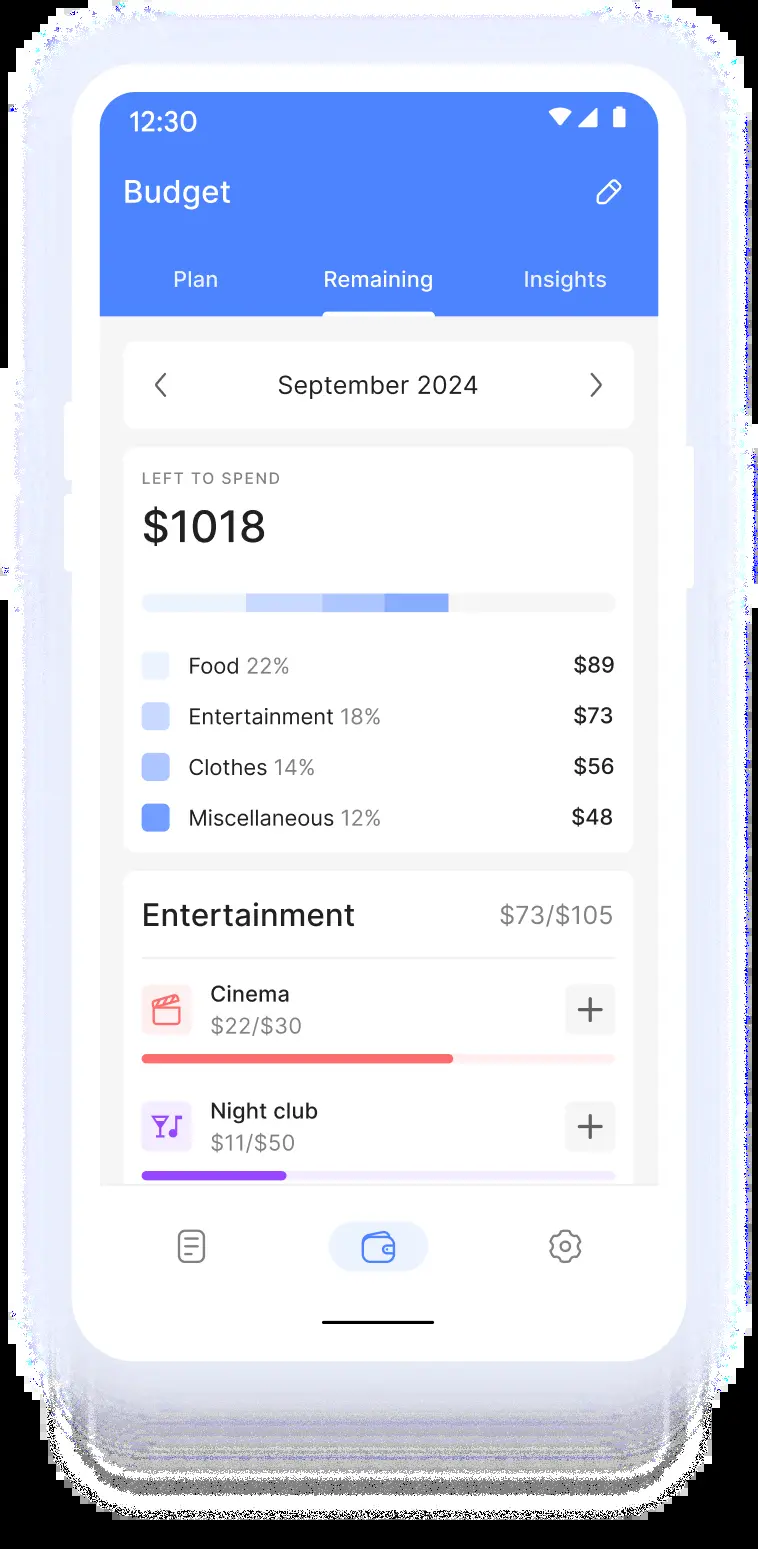 12:30
Budget
Plan Remaining Insights
September 2024
LEFT TO SPEND
$1018
Food 22% $89
Entertainment 18% $73
Clothes 14% $56
Miscellaneous 12% $48
Entertainment $73/$105
Cinema
$22/$30
Night club
$11/$50